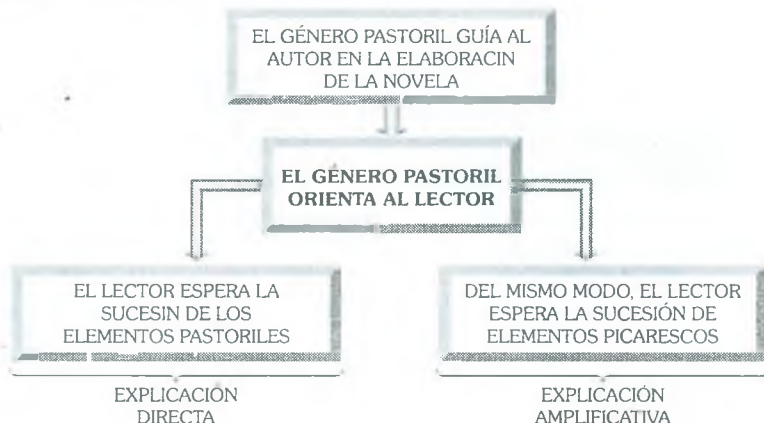 EL GÉNERO PASTORIL GUÍA AL
AUTOR EN LA ELABORACIN
DE LA NOVELA
EL GÉNERO PASTORIL
ORIENTA AL LECTOR
EL LECTOR ESPERA LA
SUCESIN DE LOS
ELEMENTOS PASTORILES
DEL MISMO MODO, EL LECTOR
ESPERA LA SUCESIÓN DE
ELEMENTOS PICARESCOS
EXPLICACIÓN
DIRECTA
EXPLICACIÓN
AMPLIFICATIVA